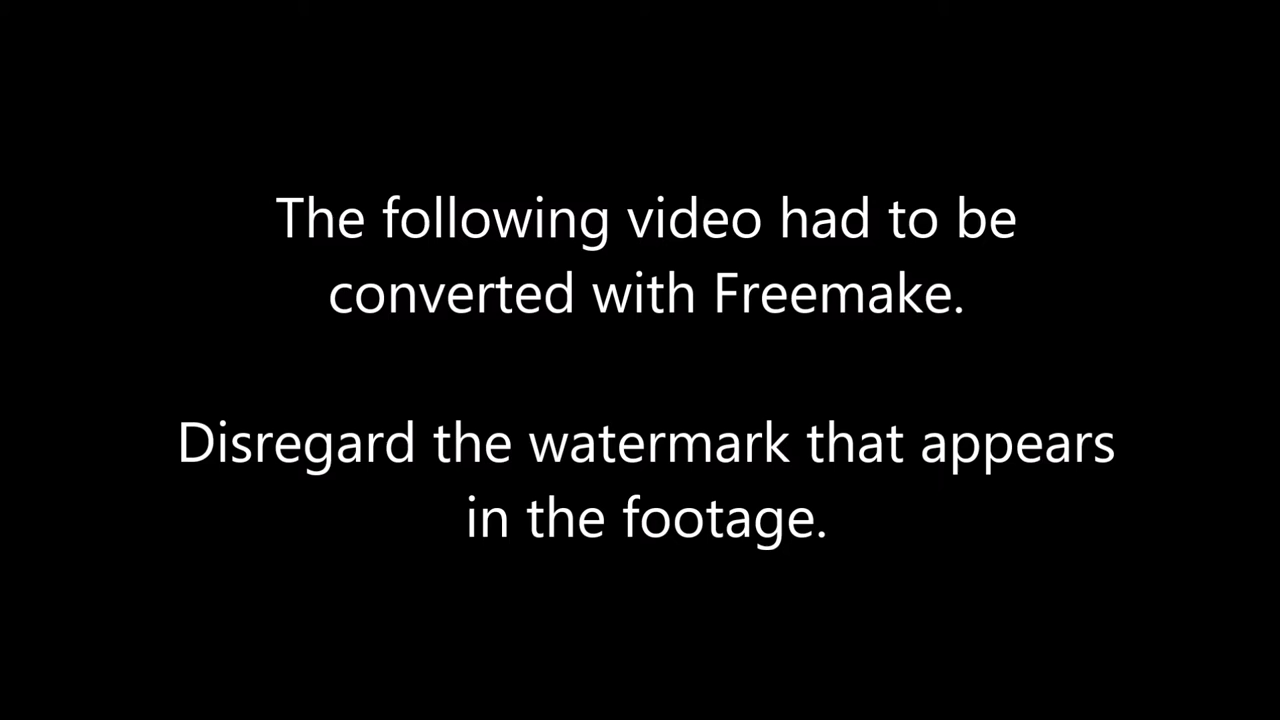 The following video had to be
converted with Freemake.
Disregard the watermark that appears
in the footage.